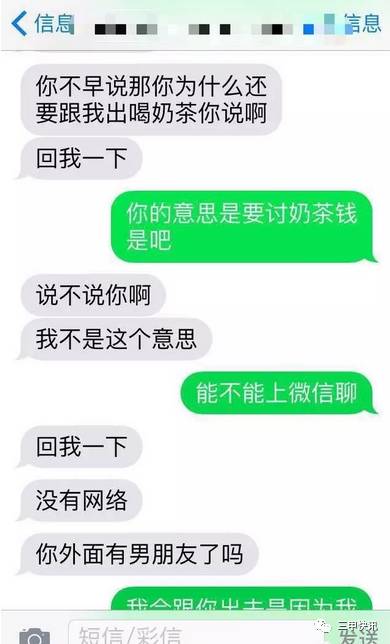 信息
信息
你不早说那你为什么还
要跟我出喝奶茶你说啊
回我一下
你的意思是要讨奶茶钱
是吧
说不说你啊
我不是这个意思
能不能上微信聊
回我一下
没有网络
你外面有男朋友了吗
我会跟你出去是因为我
短信/彩信
发送
三甲快讯